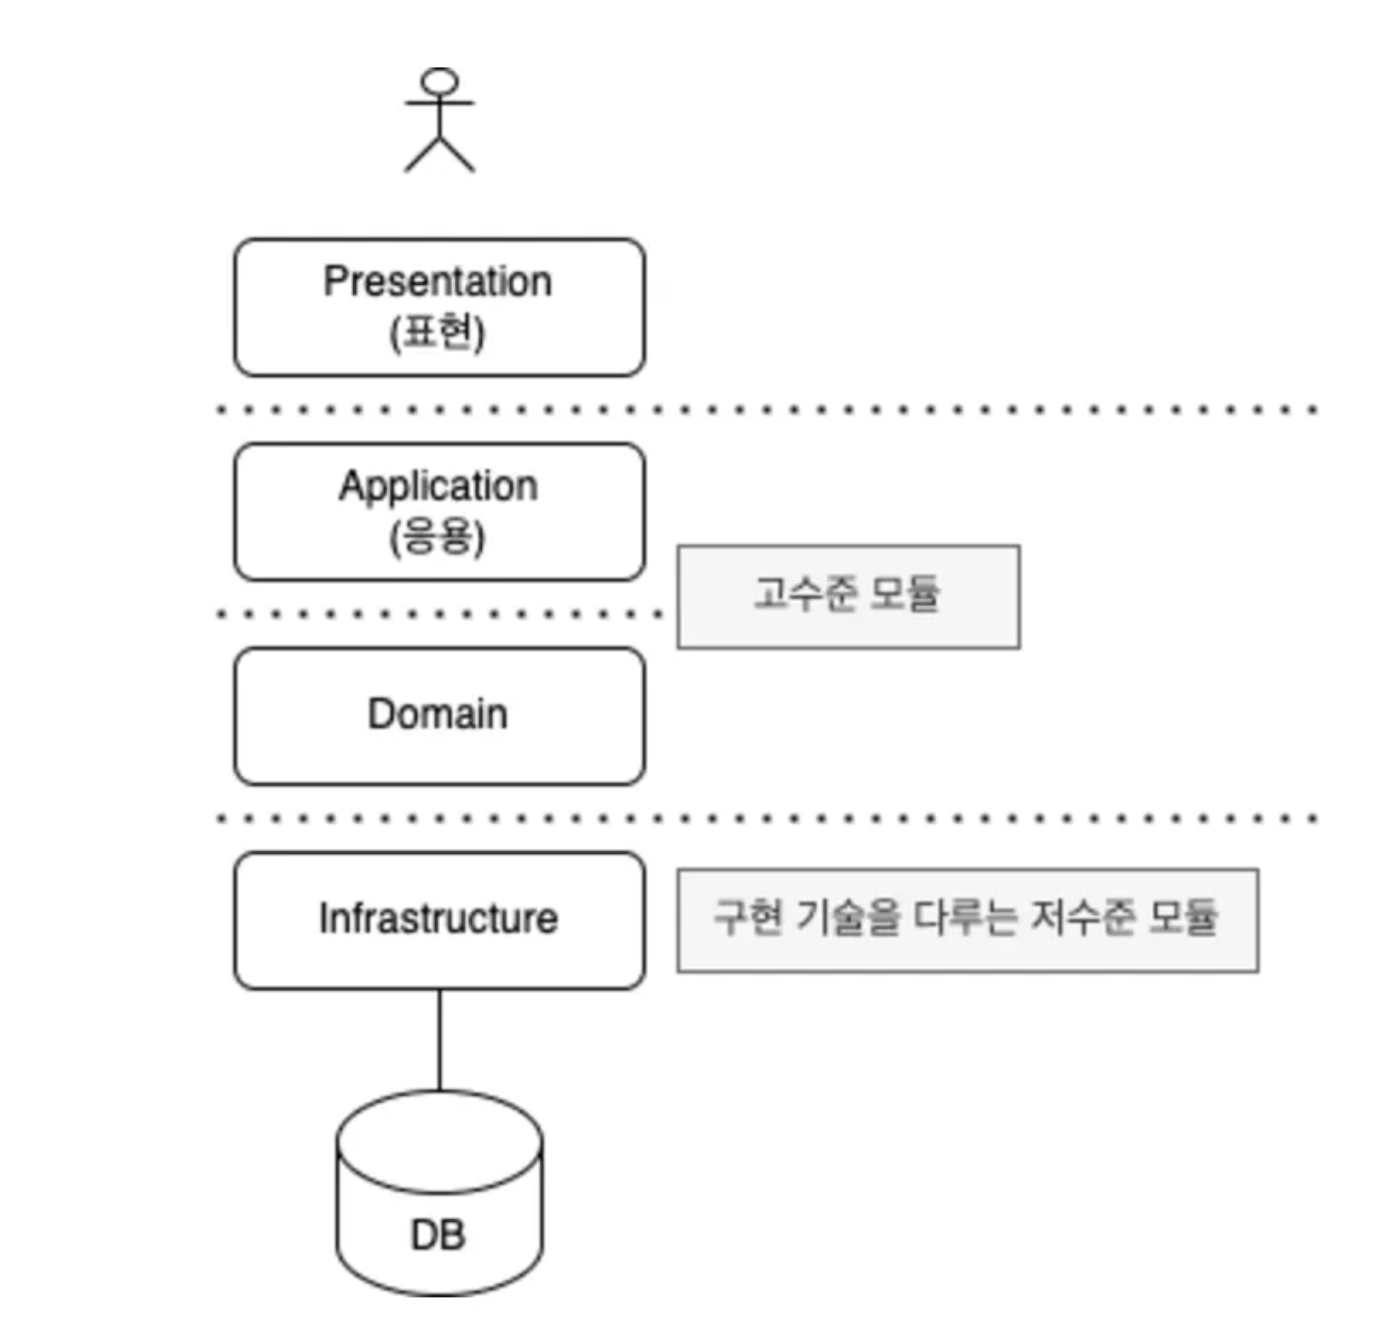 Presentation
(표현)
Application
(응용)
고수준 모듈
Domain
Infrastructure
구현 기술을 다루는 저수준 모듈
DB